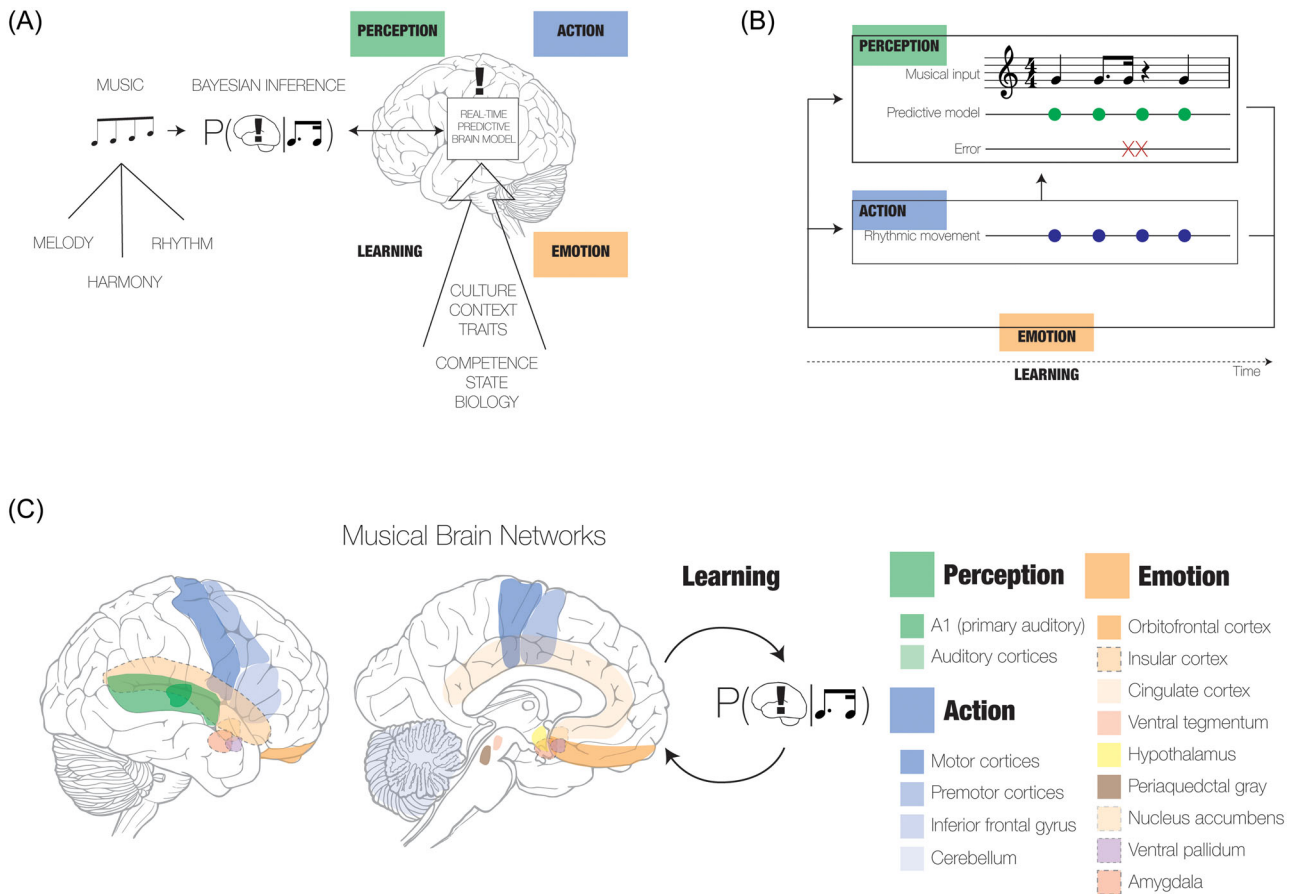 (A)
PERCEPTION
ACTION
MUSIC
BAYESIAN INFERENCE
P( ! | )
!
REAL-TIME
PREDICTIVE
BRAIN MODEL
MELODY
RHYTHM
HARMONY
LEARNING
EMOTION
CULTURE
CONTEXT
TRAITS
COMPETENCE
STATE
BIOLOGY
(B)
PERCEPTION
Musical input
4
4
Predictive model
Error
ACTION
Rhythmic movement
EMOTION
LEARNING
Time
(C)
Musical Brain Networks
Learning
P( ! | )
Perception
A1 (primary auditory)
Auditory cortices
Action
Motor cortices
Premotor cortices
Inferior frontal gyrus
Cerebellum
Emotion
Orbitofrontal cortex
Insular cortex
Cingulate cortex
Ventral tegmentum
Hypothalamus
Periaquedctal gray
Nucleus accumbens
Ventral pallidum
Amygdala